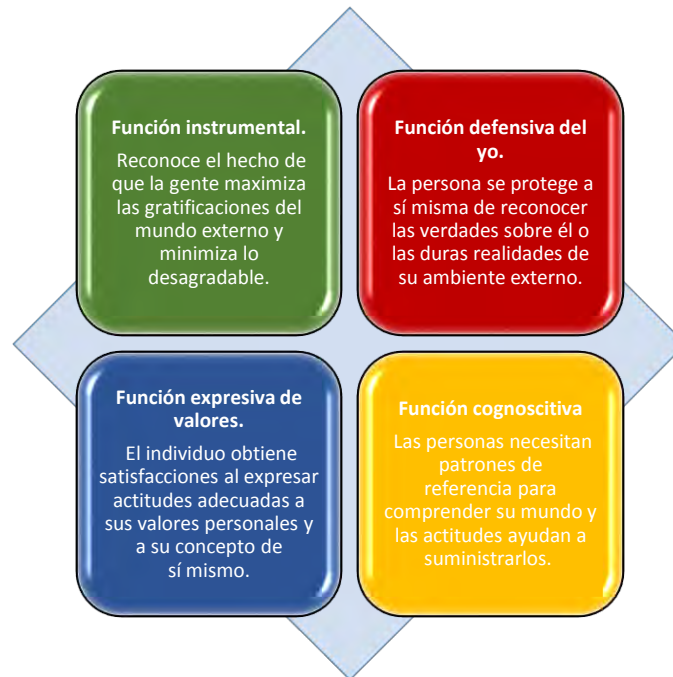 Función instrumental.
Reconoce el hecho de
que la gente maximiza
las gratificaciones del
mundo externo y
minimiza lo
desagradable.
Función defensiva del
yo.
La persona se protege a
sí misma de reconocer
las verdades sobre él o
las duras realidades de
su ambiente externo.
Función expresiva de
valores.
El individuo obtiene
satisfacciones al expresar
actitudes adecuadas a
sus valores personales y
a su concepto de
sí mismo.
Función cognoscitiva
Las personas necesitan
patrones de
referencia para
comprender su mundo y
las actitudes ayudan a
suministrarlos.